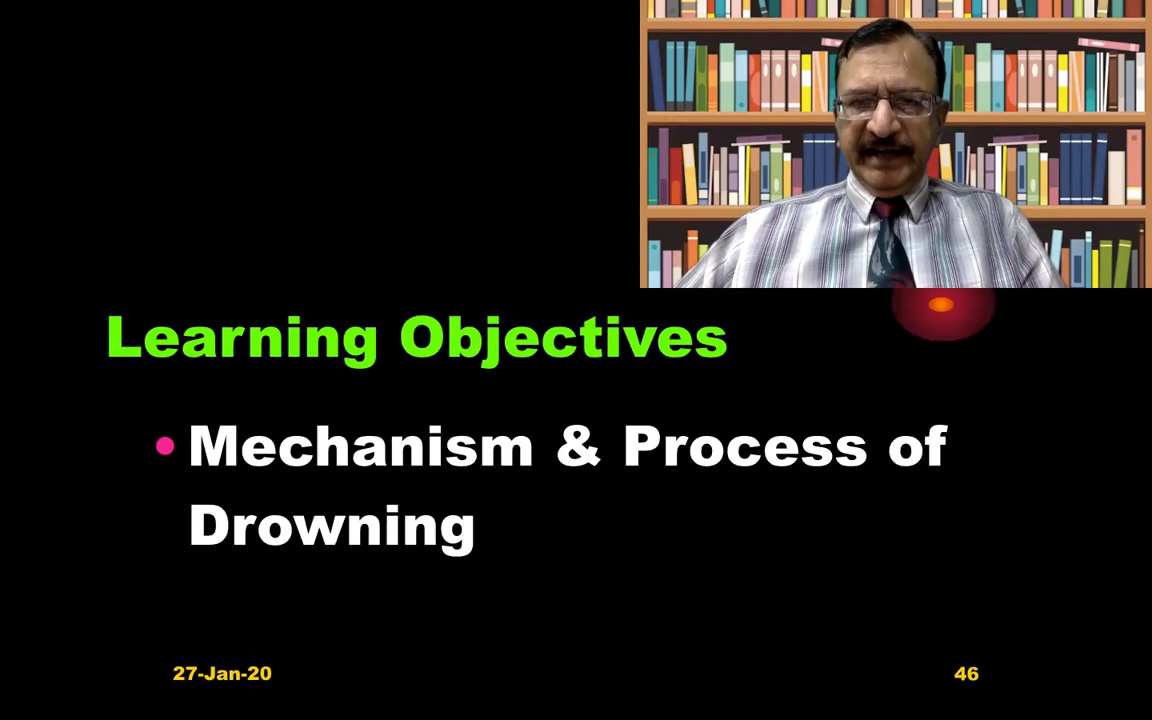 Learning Objectives
• Mechanism & Process of
Drowning
27-Jan-20
46